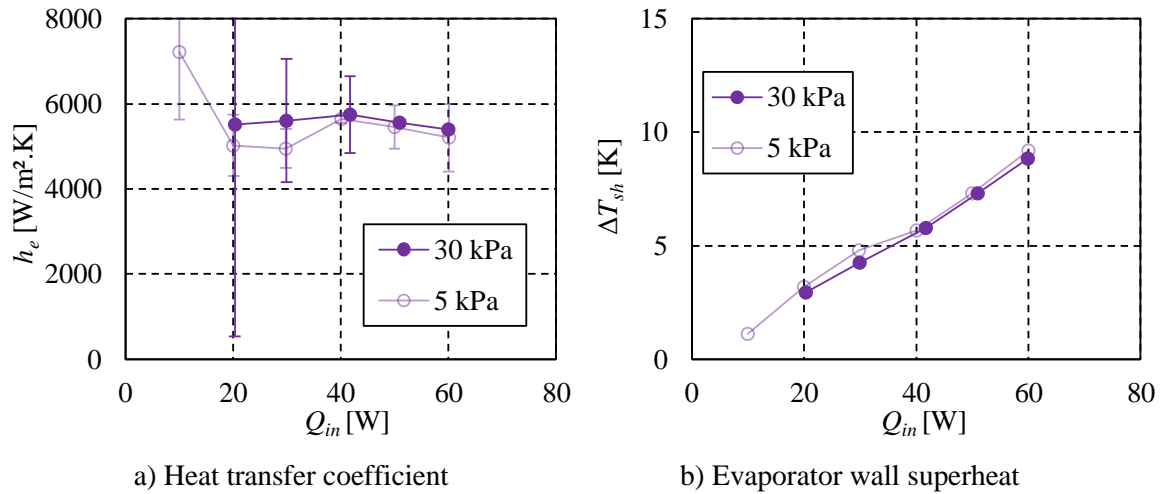 8000
6000
4000
2000
0
h_e [W/m².K]
30 kPa
5 kPa
0 20 40 60 80
Q_in [W]
a) Heat transfer coefficient
15
10
5
0
ΔT_sh [K]
30 kPa
5 kPa
0 20 40 60 80
Q_in [W]
b) Evaporator wall superheat